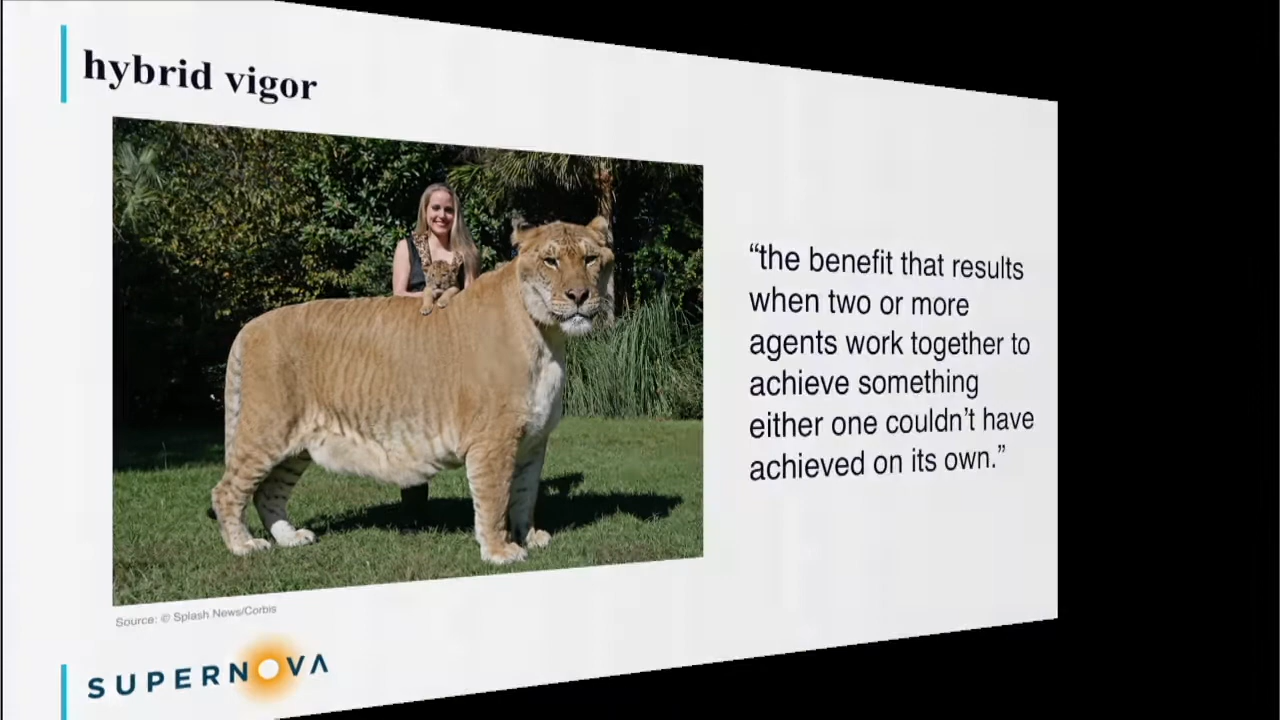 hybrid vigor
“the benefit that results
when two or more
agents work together to
achieve something
either one couldn’t have
achieved on its own.”
Source: © Splash News/Corbis
SUPERNOVA